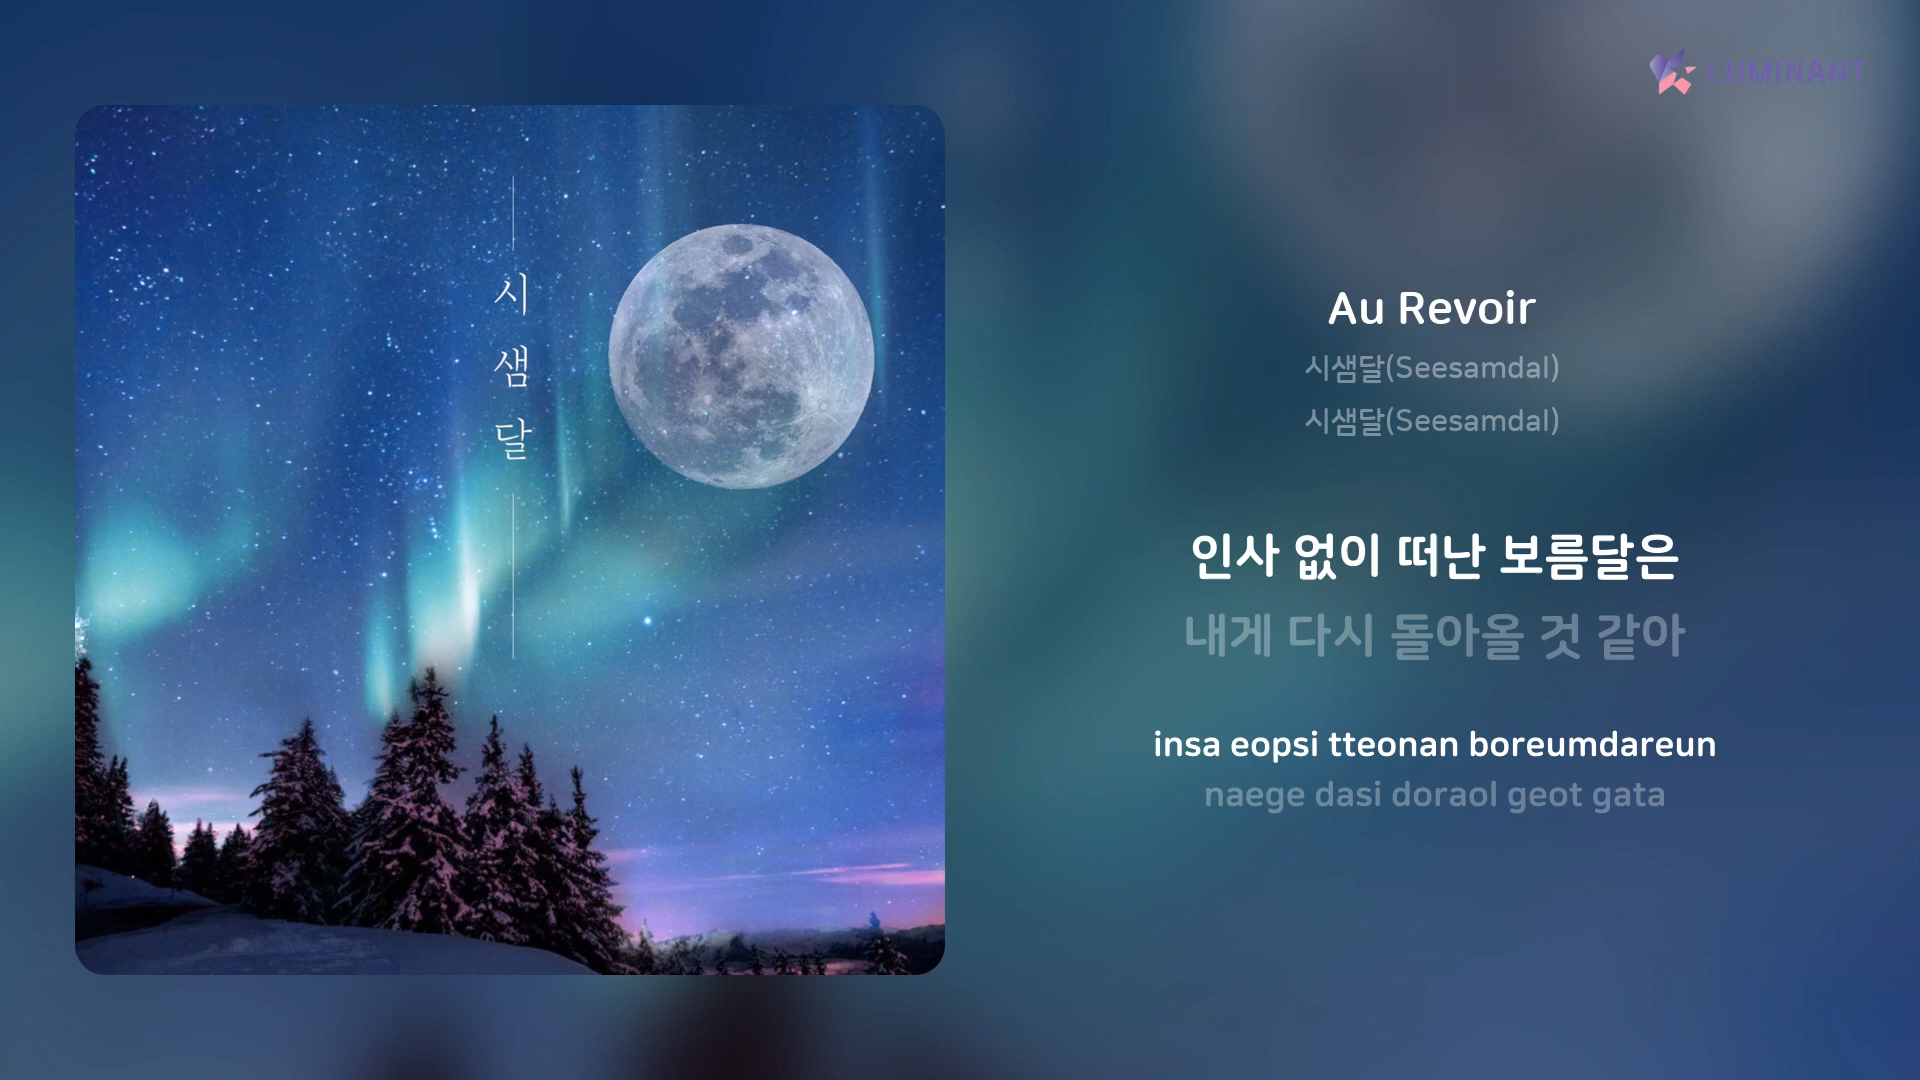 시
샘
달
LUMINANT
Au Revoir
시샘달(Seesamdal)
시샘달(Seesamdal)
인사 없이 떠난 보름달은
내게 다시 돌아올 것 같아
insa eopsi tteonan boreumdareun
naege dasi doraol geot gata